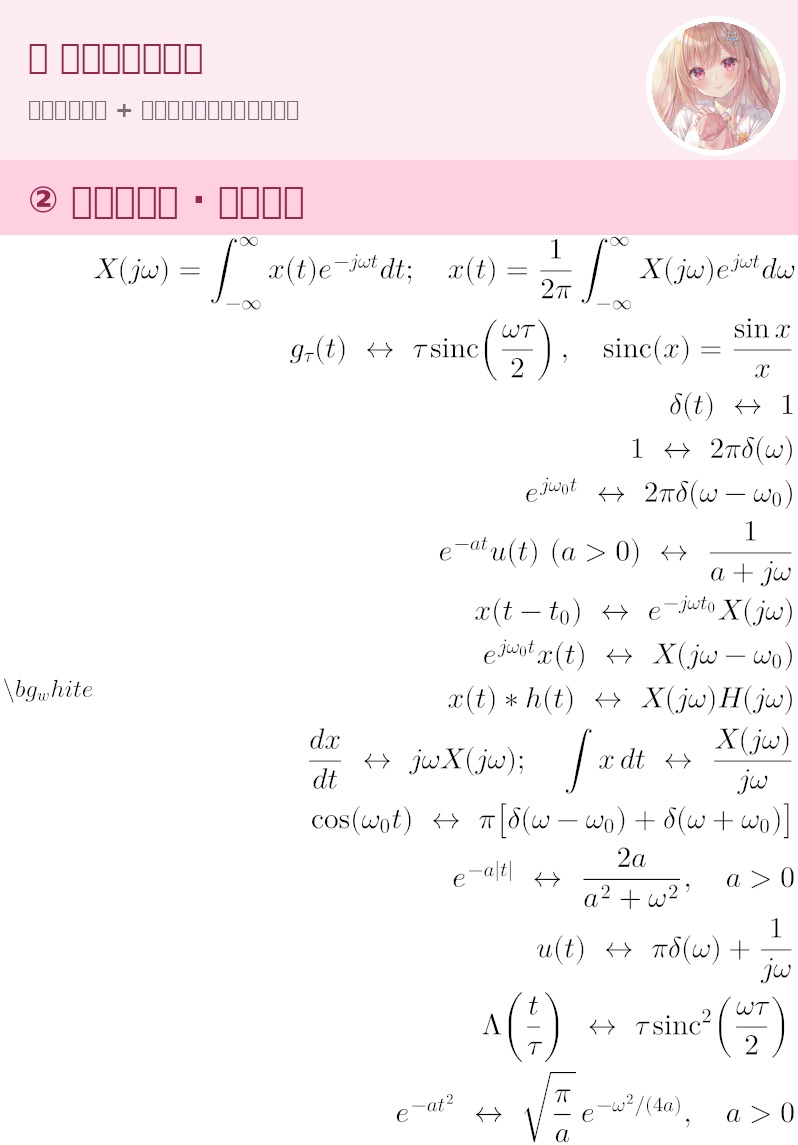 +
② ·
X(jω) = ∫_{-∞}^{∞} x(t)e^{-jωt}dt; x(t) = \frac{1}{2π} ∫_{-∞}^{∞} X(jω)e^{jωt}dω
g_τ(t) ↔ τ sinc(\frac{ωτ}{2}), sinc(x) = \frac{sin x}{x}
δ(t) ↔ 1
1 ↔ 2πδ(ω)
e^{jω_0t} ↔ 2πδ(ω − ω_0)
e^{-at}u(t) (a > 0) ↔ \frac{1}{a + jω}
x(t − t_0) ↔ e^{-jωt_0}X(jω)
e^{jω_0t}x(t) ↔ X(jω − ω_0)
\bg_white
x(t) ∗ h(t) ↔ X(jω)H(jω)
\frac{dx}{dt} ↔ jωX(jω); ∫ x dt ↔ \frac{X(jω)}{jω}
cos(ω_0t) ↔ π[δ(ω − ω_0) + δ(ω + ω_0)]
e^{-a|t|} ↔ \frac{2a}{a^2 + ω^2}, a > 0
u(t) ↔ πδ(ω) + \frac{1}{jω}
Λ(\frac{t}{τ}) ↔ τ sinc^2(\frac{ωτ}{2})
e^{-at^2} ↔ \sqrt{\frac{π}{a}} e^{-ω^2/(4a)}, a > 0